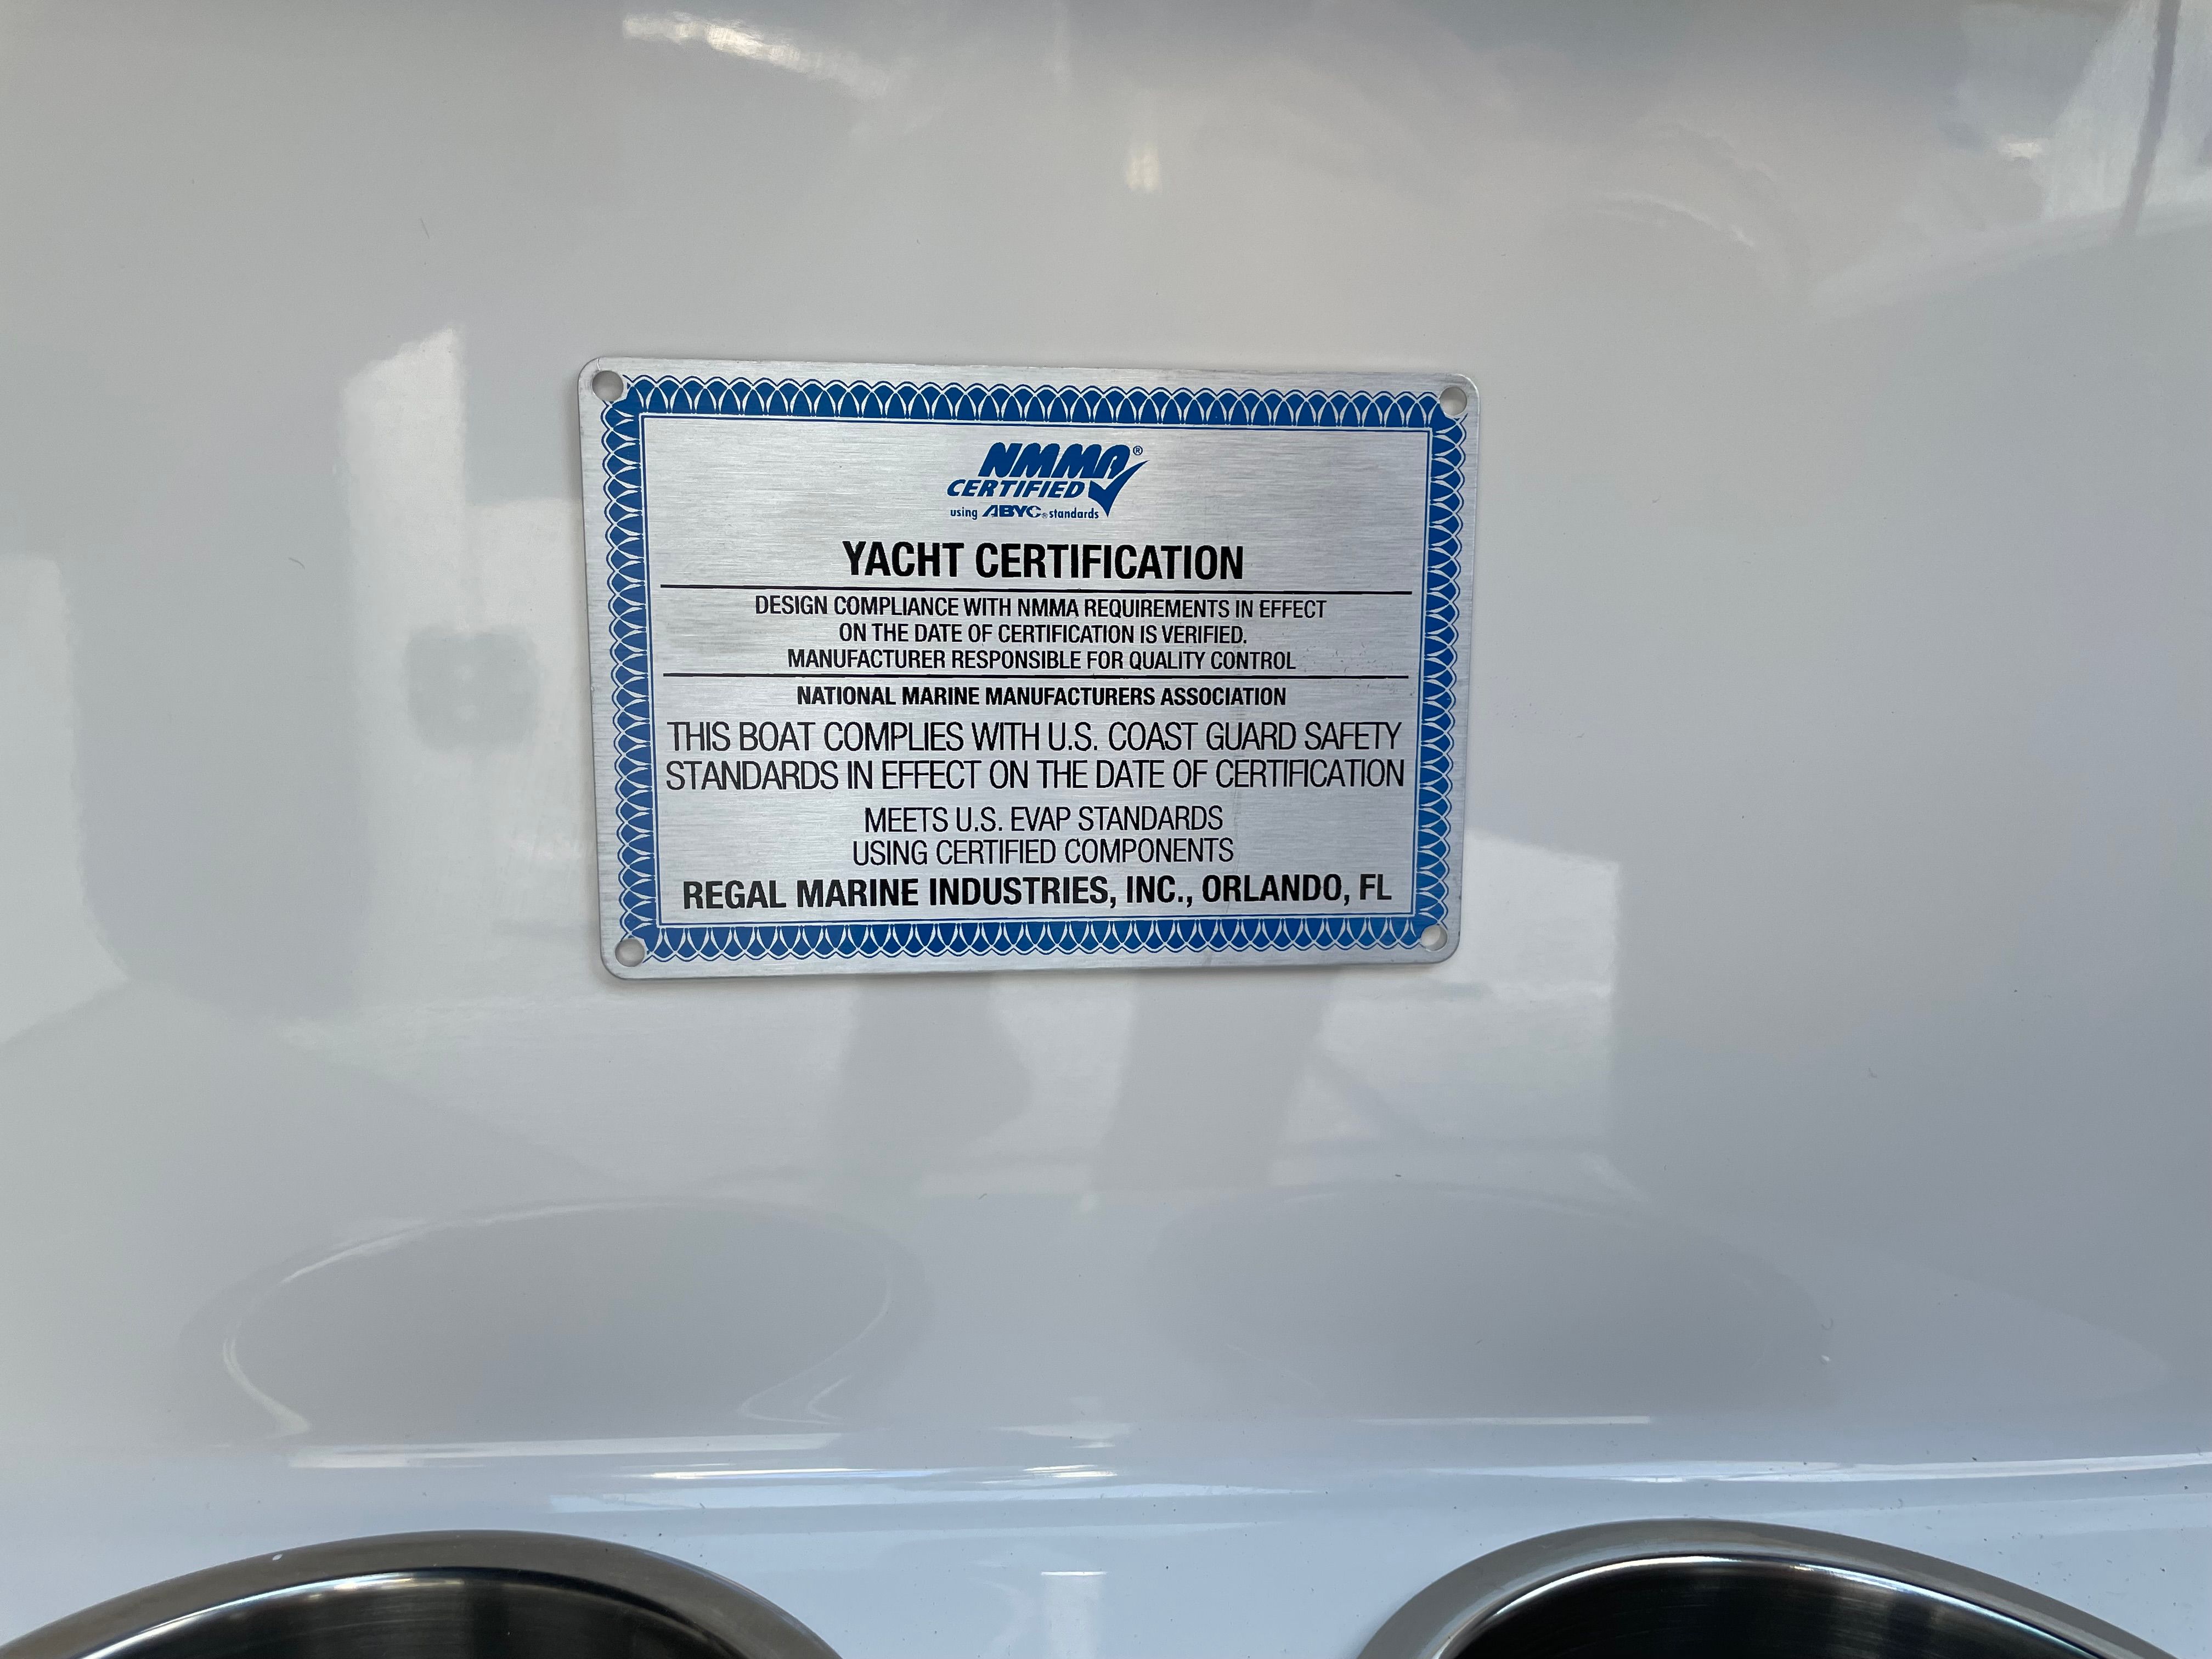 NMMA®
CERTIFIED
using ABYC® standards
YACHT CERTIFICATION
DESIGN COMPLIANCE WITH NMMA REQUIREMENTS IN EFFECT
ON THE DATE OF CERTIFICATION IS VERIFIED.
MANUFACTURER RESPONSIBLE FOR QUALITY CONTROL
NATIONAL MARINE MANUFACTURERS ASSOCIATION
THIS BOAT COMPLIES WITH U.S. COAST GUARD SAFETY
STANDARDS IN EFFECT ON THE DATE OF CERTIFICATION
MEETS U.S. EVAP STANDARDS
USING CERTIFIED COMPONENTS
REGAL MARINE INDUSTRIES, INC., ORLANDO, FL